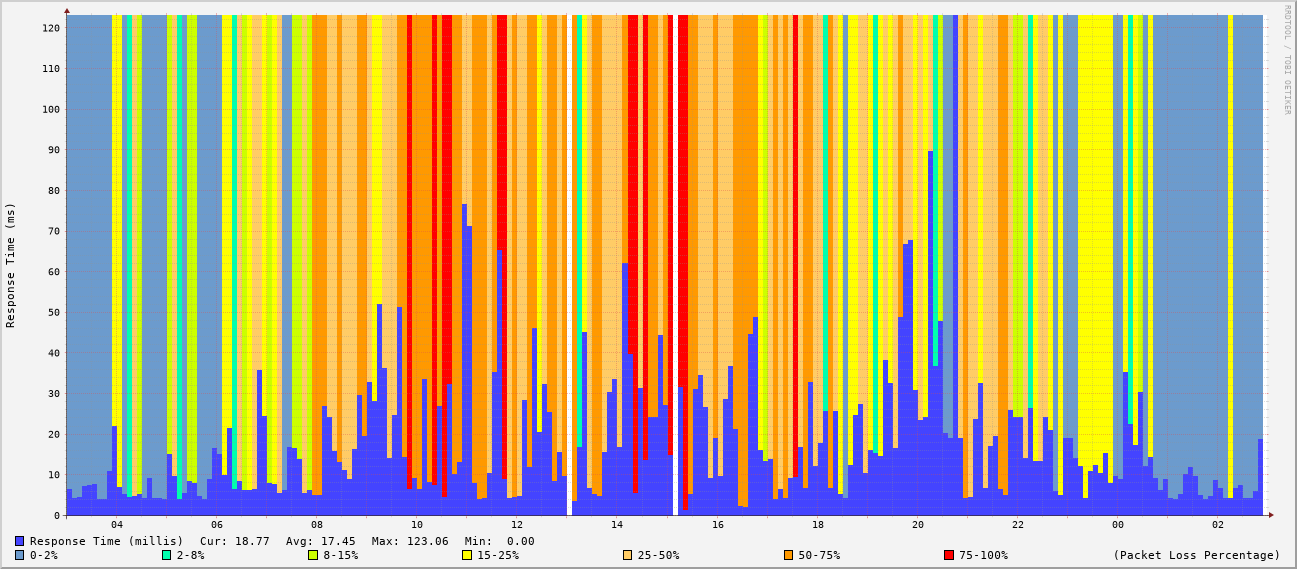 RRDTOOL / TOBI OETIKER
Response Time (ms)
120
110
100
90
80
70
60
50
40
30
20
10
0
04 06 08 10 12 14 16 18 20 22 00 02
Response Time (millis) Cur: 18.77 Avg: 17.45 Max: 123.06 Min: 0.00
0-2% 2-8% 8-15% 15-25% 25-50% 50-75% 75-100% (Packet Loss Percentage)